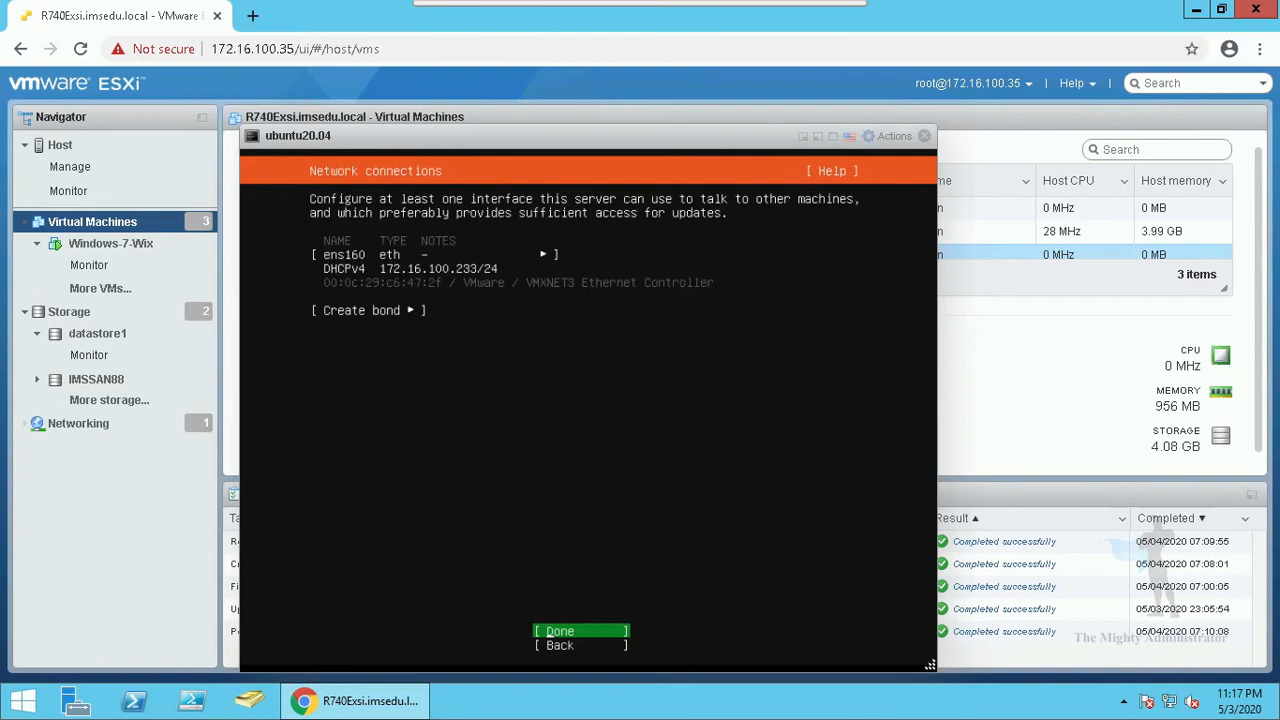 R740Exsi.imsedu.local - VMware E
Not secure
172.16.100.35/ui/#/host/vms
vmware ESXi
root@172.16.100.35
Help
Search
Navigator
R740Exsi.imsedu.local - Virtual Machines
Host
Manage
Monitor
Virtual Machines
3
Windows-7-Wix
Monitor
More VMs...
Storage
2
datastore1
Monitor
IMSSAN88
More storage...
Networking
1
ubuntu20.04
Actions
Network connections
[ Help ]
Configure at least one interface this server can use to talk to other machines,
and which preferably provides sufficient access for updates.
NAME TYPE NOTES
[ ens160 eth - ▸ ]
DHCPv4 172.16.100.233/24
00:0c:29:c6:47:2f / VMware / VMXNET3 Ethernet Controller
[ Create bond ▸ ]
[ Done ]
[ Back ]
Search
Host CPU
Host memory
0 MHz
0 MB
28 MHz
3.99 GB
0 MHz
0 MB
3 items
CPU
0 MHz
MEMORY
956 MB
STORAGE
4.08 GB
Result ▲
Completed ▼
Completed successfully
05/04/2020 07:09:55
Completed successfully
05/04/2020 07:08:01
Completed successfully
05/04/2020 07:00:05
Completed successfully
05/03/2020 23:05:54
Completed successfully
05/04/2020 07:10:08
The Mighty Administrator
R740Exsi.imsedu.l...
11:17 PM
5/3/2020